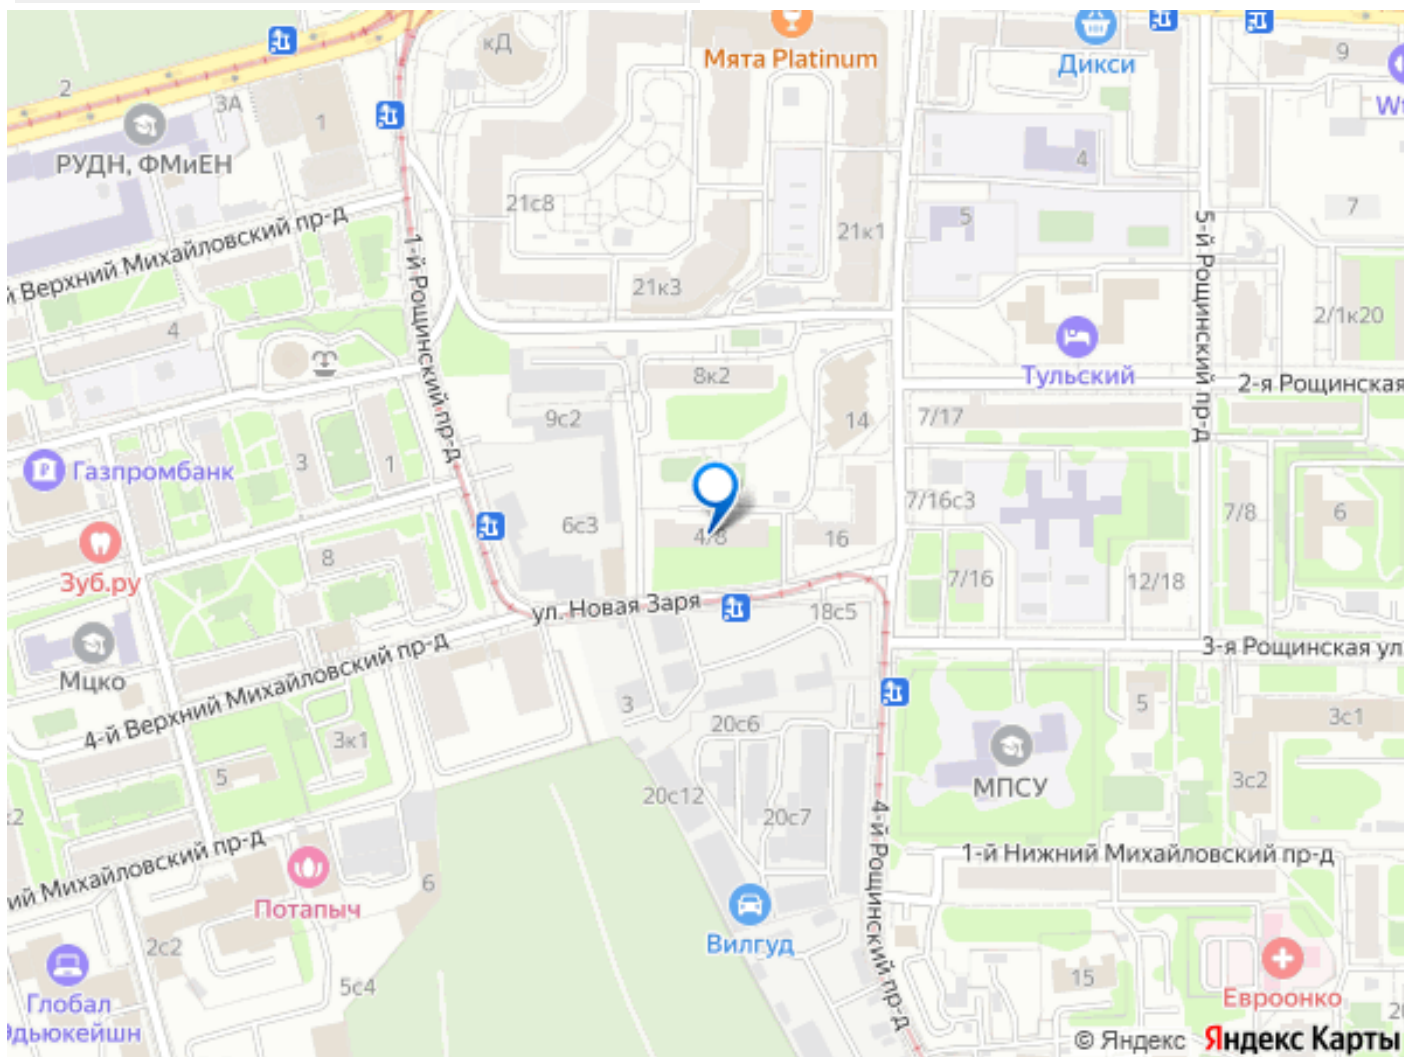 кД
Мята Platinum
Дикси
9
Wt
2
3А
1
РУДН, ФМиЕН
4
21с8
5
7
21к1
й Верхний Михайловский пр-д
1-й Рощинский пр-д
5-й Рощинский пр-д
21к3
2/1к20
4
8к2
Тульский
2-я Рощинская
9с2
14
7/17
Газпромбанк
3
1
7/16с3
7/8
6
6с3
4/8
16
Зуб.ру
8
7/16
12/18
ул. Новая Заря
18с5
3-я Рощинская ул
Мцко
4-й Верхний Михайловский пр-д
3
5
20с6
3с1
3к1
5
МПСУ
3с2
20с12
20с7
4-й Рощинский пр-д
с2
ий Михайловский пр-д
1-й Нижний Михайловский пр-д
6
Потапыч
Вилгуд
2с2
15
5с4
Евроонко
Глобал
Эдьюкейшн
2
© Яндекс Яндекс Карты